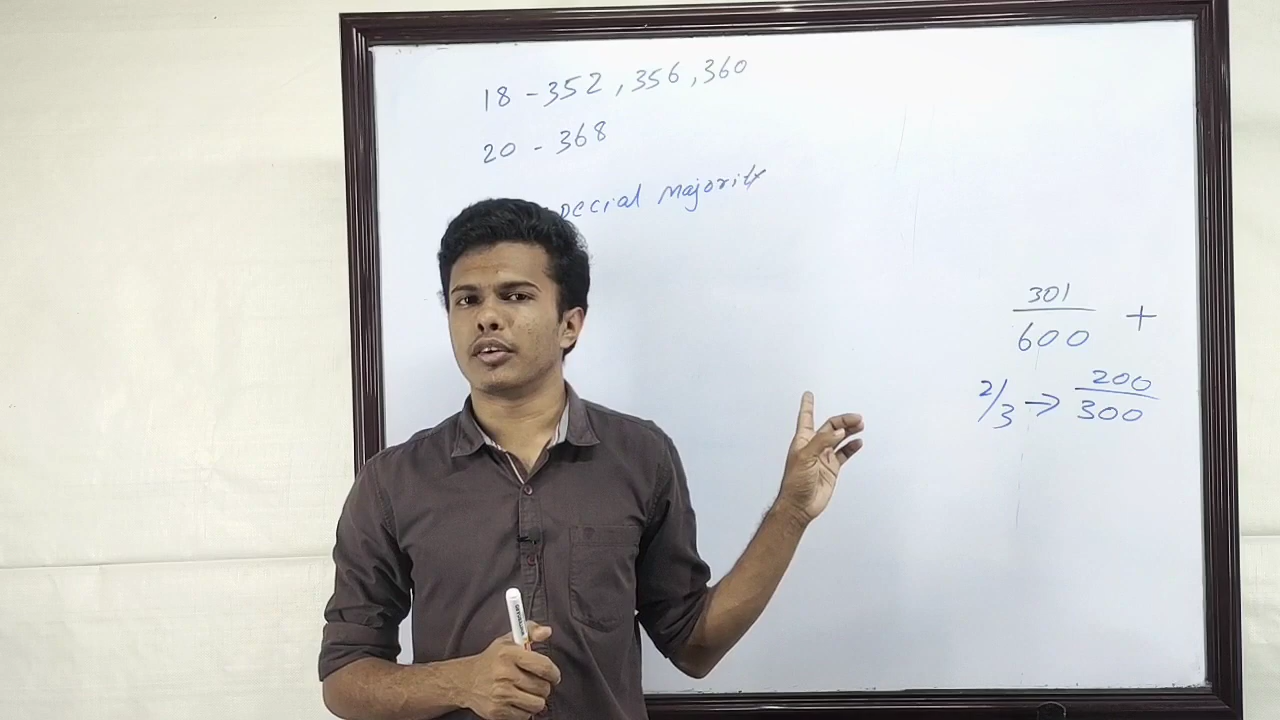 18 - 352, 356, 360
20 - 368
pecial Majority
301
600 +
2/3 → 200
300